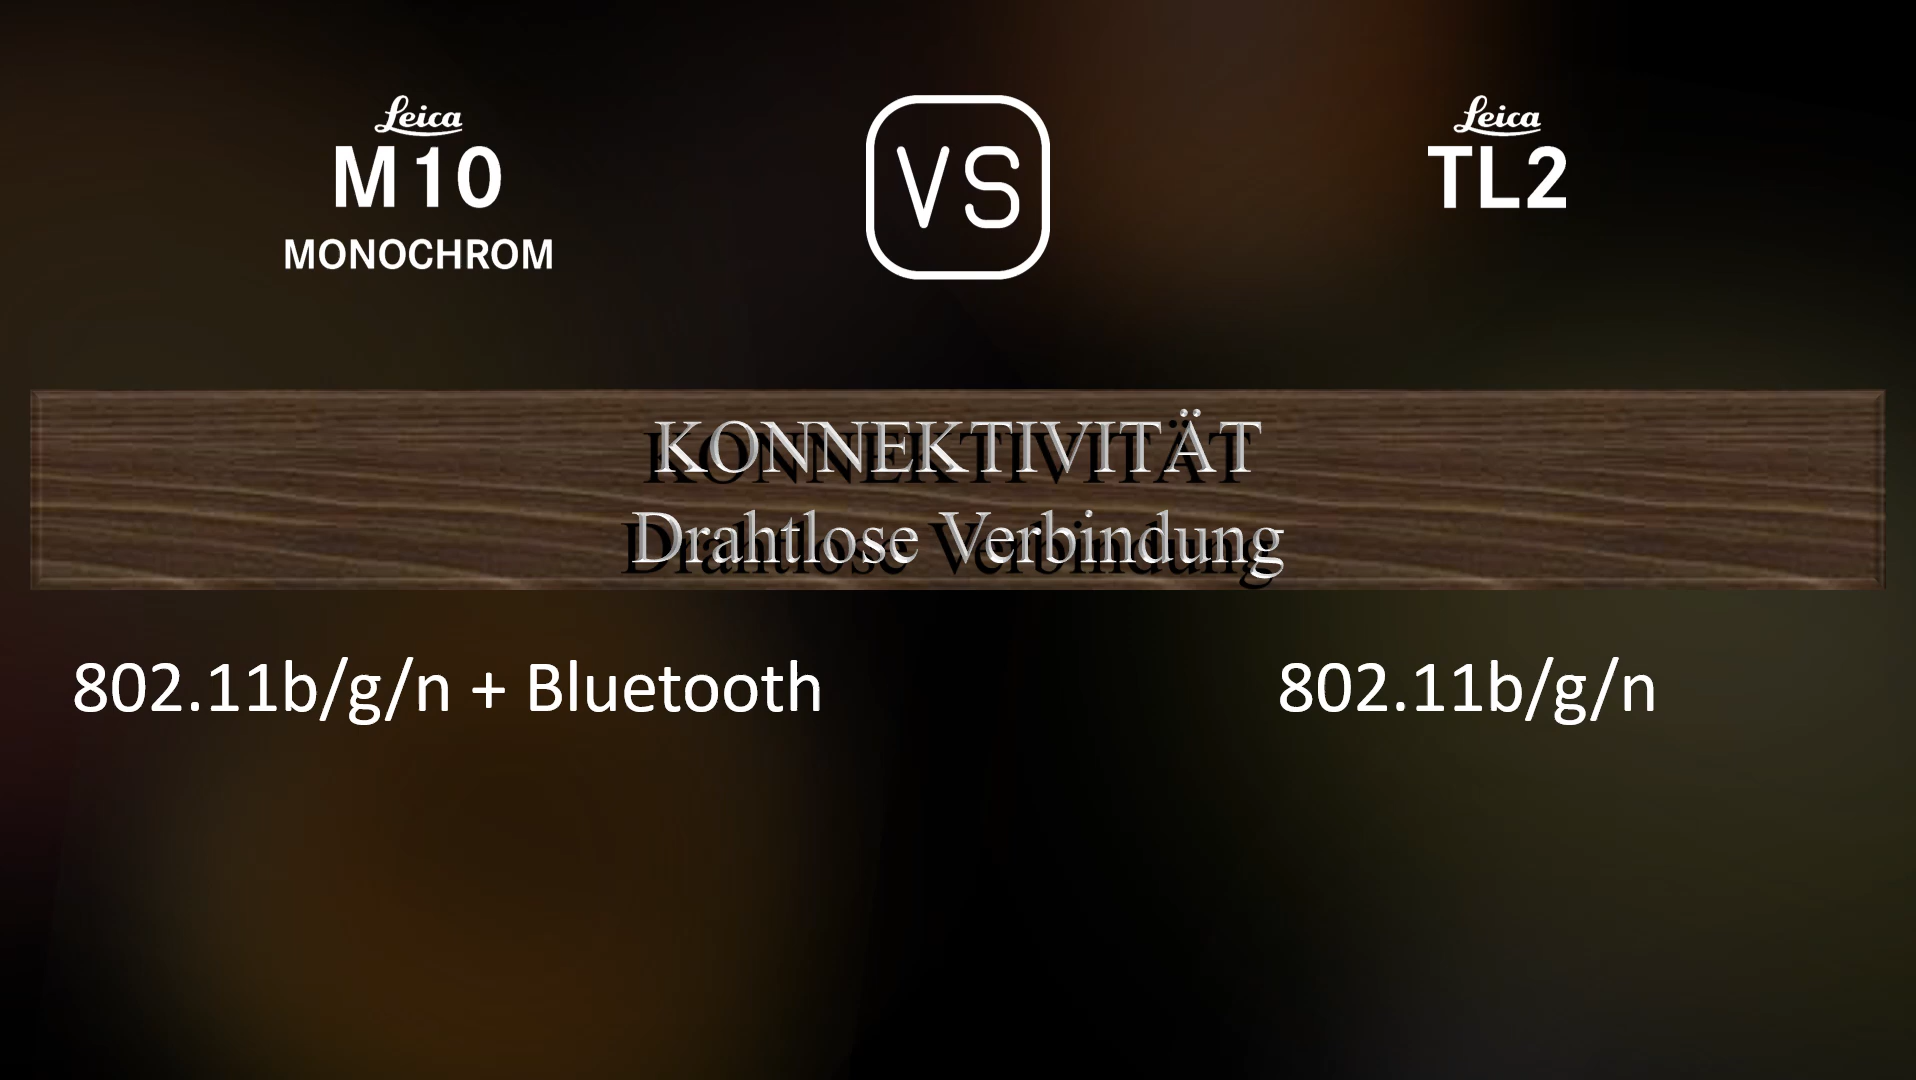 Leica
M10
MONOCHROM
VS
Leica
TL2
KONNEKTIVITÄT
Drahtlose Verbindung
802.11b/g/n + Bluetooth
802.11b/g/n